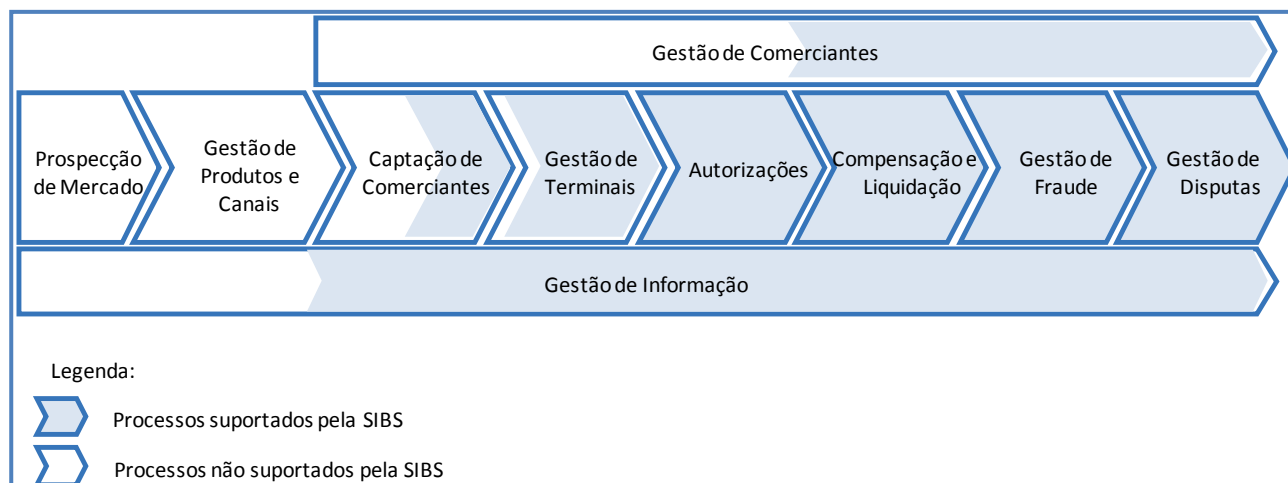 Gestão de Comerciantes
Prospecção
de Mercado
Gestão de
Produtos e
Canais
Captação de
Comerciantes
Gestão de
Terminais
Autorizações
Compensação e
Liquidação
Gestão de
Fraude
Gestão de
Disputas
Gestão de Informação
Legenda:
Processos suportados pela SIBS
Processos não suportados pela SIBS